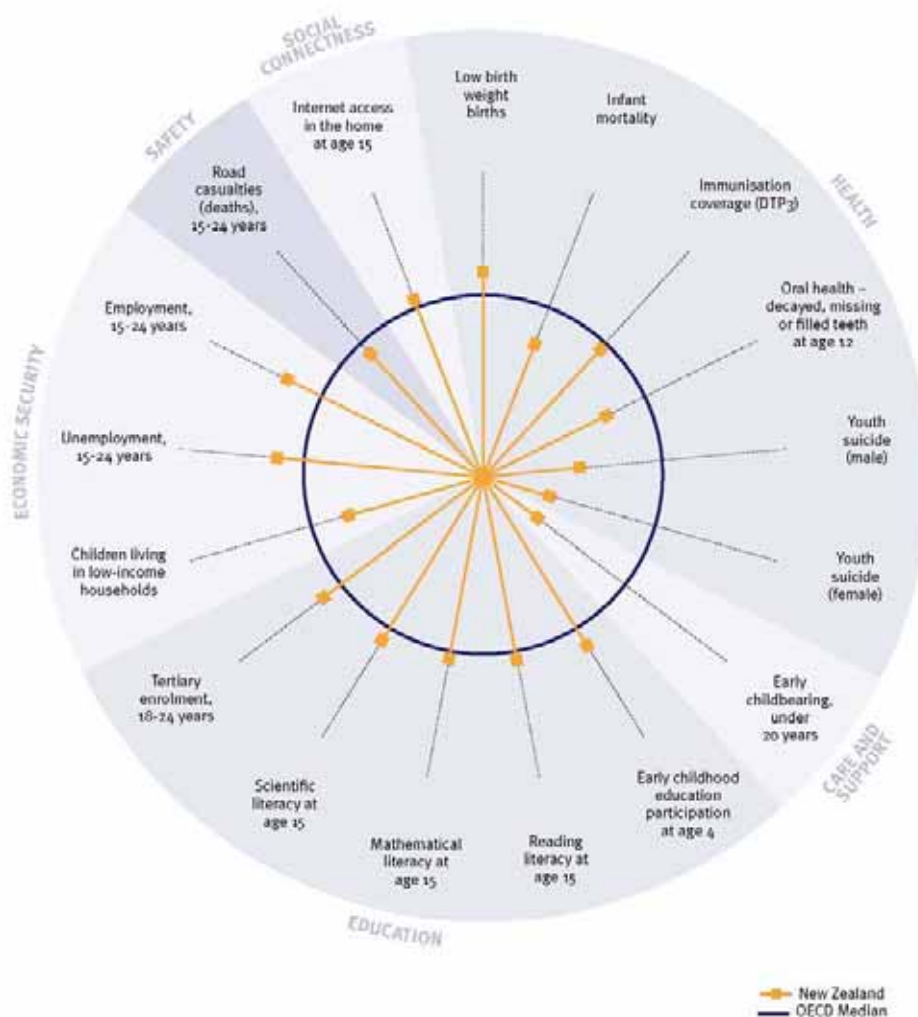 SOCIAL
CONNECTNESS
SAFETY
HEALTH
ECONOMIC SECURITY
CARE AND
SUPPORT
EDUCATION
Low birth
weight
births
Infant
mortality
Immunisation
coverage (DTP3)
Oral health –
decayed, missing
or filled teeth
at age 12
Youth
suicide
(male)
Youth
suicide
(female)
Early
childbearing,
under
20 years
Early childhood
education
participation
at age 4
Reading
literacy at
age 15
Mathematical
literacy at
age 15
Scientific
literacy at
age 15
Tertiary
enrolment,
18-24 years
Children living
in low-income
households
Unemployment,
15-24 years
Employment,
15-24 years
Road
casualties
(deaths),
15-24 years
Internet access
in the home
at age 15
New Zealand
OECD Median